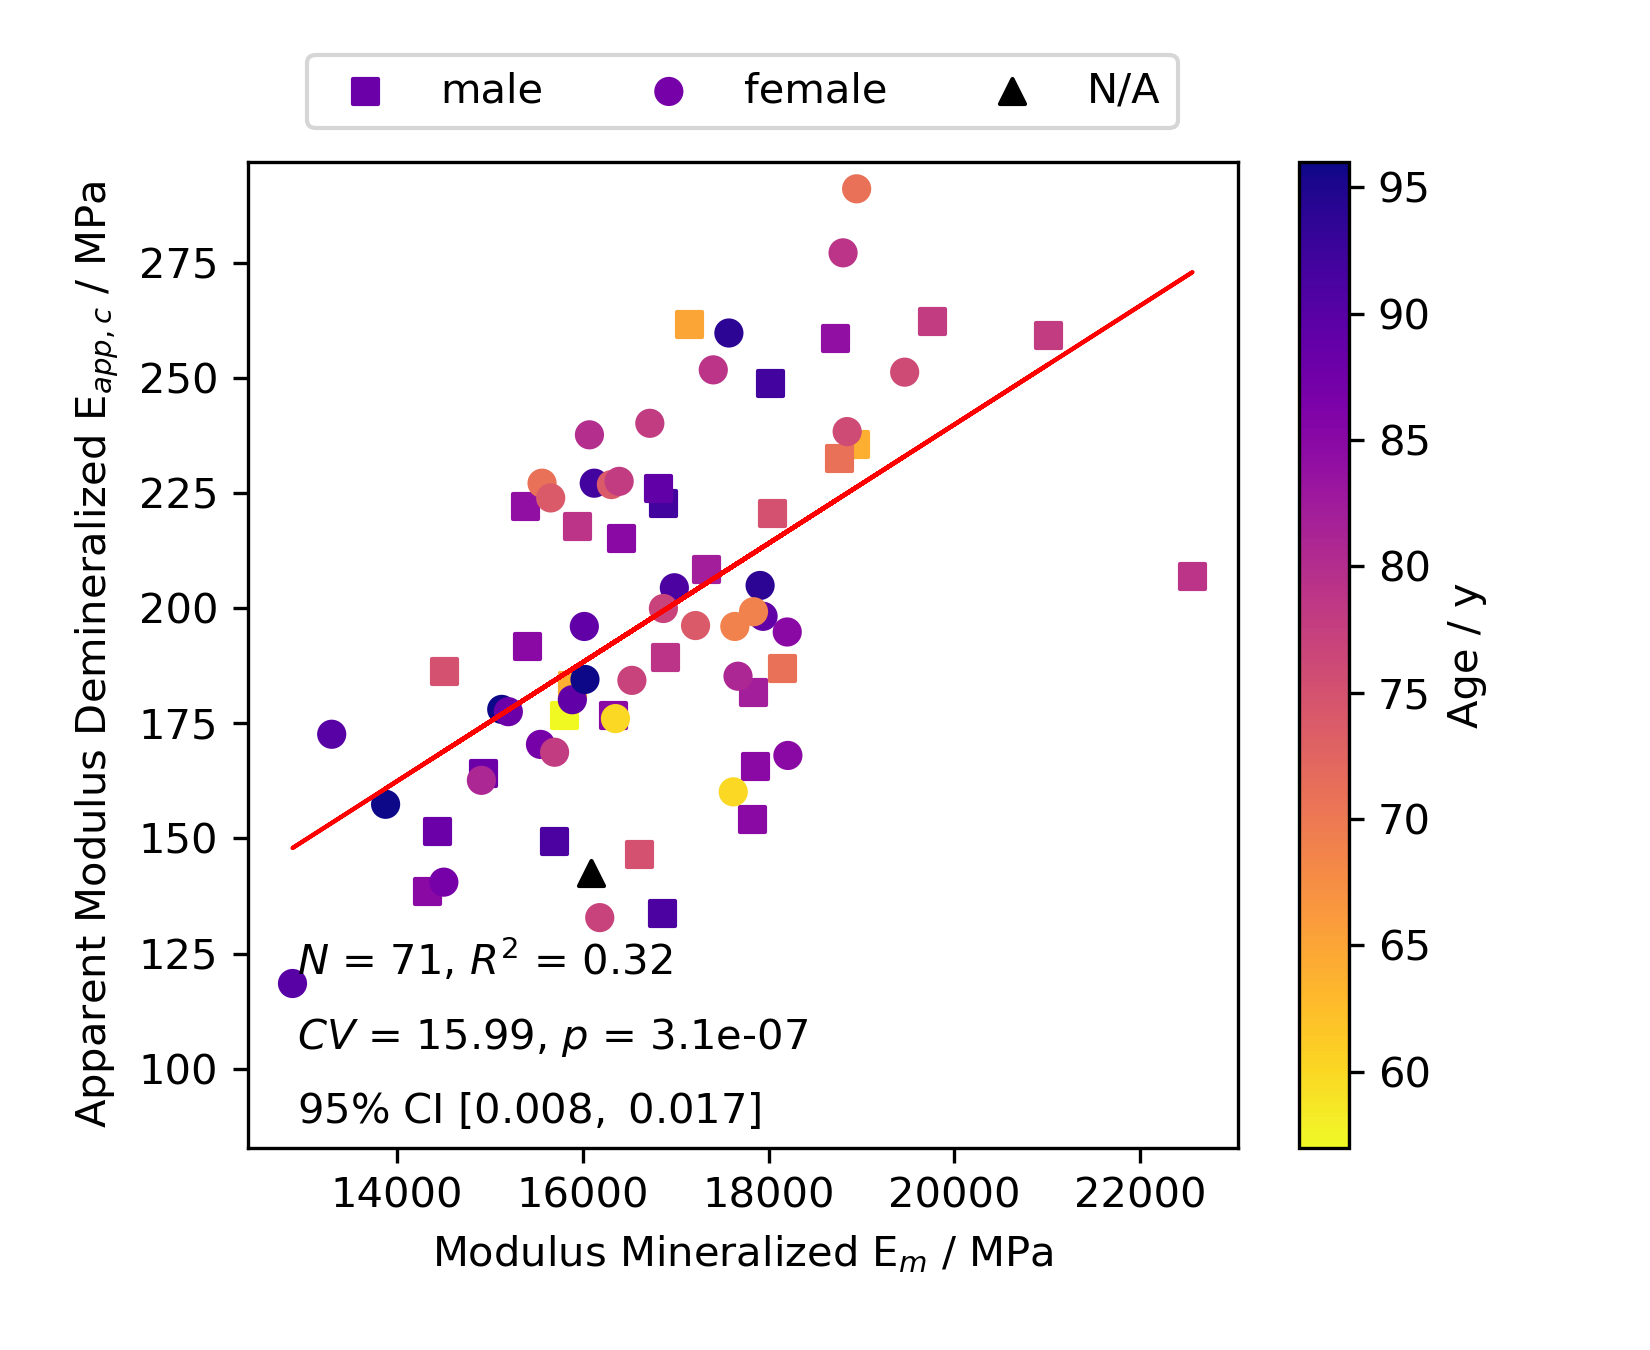 male female N/A
Apparent Modulus Demineralized E_app,c / MPa
275
250
225
200
175
150
125
100
N = 71, R² = 0.32
CV = 15.99, p = 3.1e-07
95% CI [0.008, 0.017]
14000 16000 18000 20000 22000
Modulus Mineralized E_m / MPa
95
90
85
80
75
70
65
60
Age / y